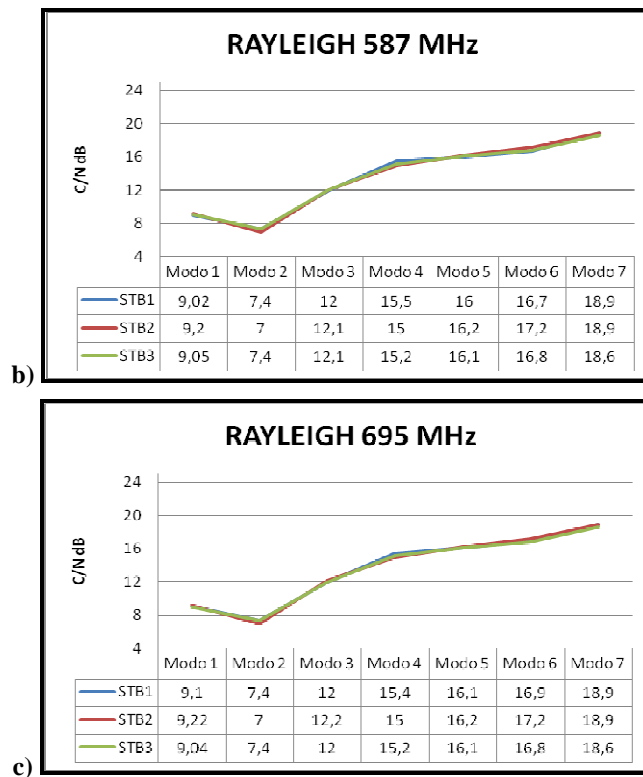 RAYLEIGH 587 MHz
C/N dB
24
20
16
12
8
4
Modo 1 Modo 2 Modo 3 Modo 4 Modo 5 Modo 6 Modo 7
STB1 9,02 7,4 12 15,5 16 16,7 18,9
STB2 9,2 7 12,1 15 16,2 17,2 18,9
STB3 9,05 7,4 12,1 15,2 16,1 16,8 18,6
b)
RAYLEIGH 695 MHz
C/N dB
24
20
16
12
8
4
Modo 1 Modo 2 Modo 3 Modo 4 Modo 5 Modo 6 Modo 7
STB1 9,1 7,4 12 15,4 16,1 16,9 18,9
STB2 9,22 7 12,2 15 16,2 17,2 18,9
STB3 9,04 7,4 12 15,2 16,1 16,8 18,6
c)